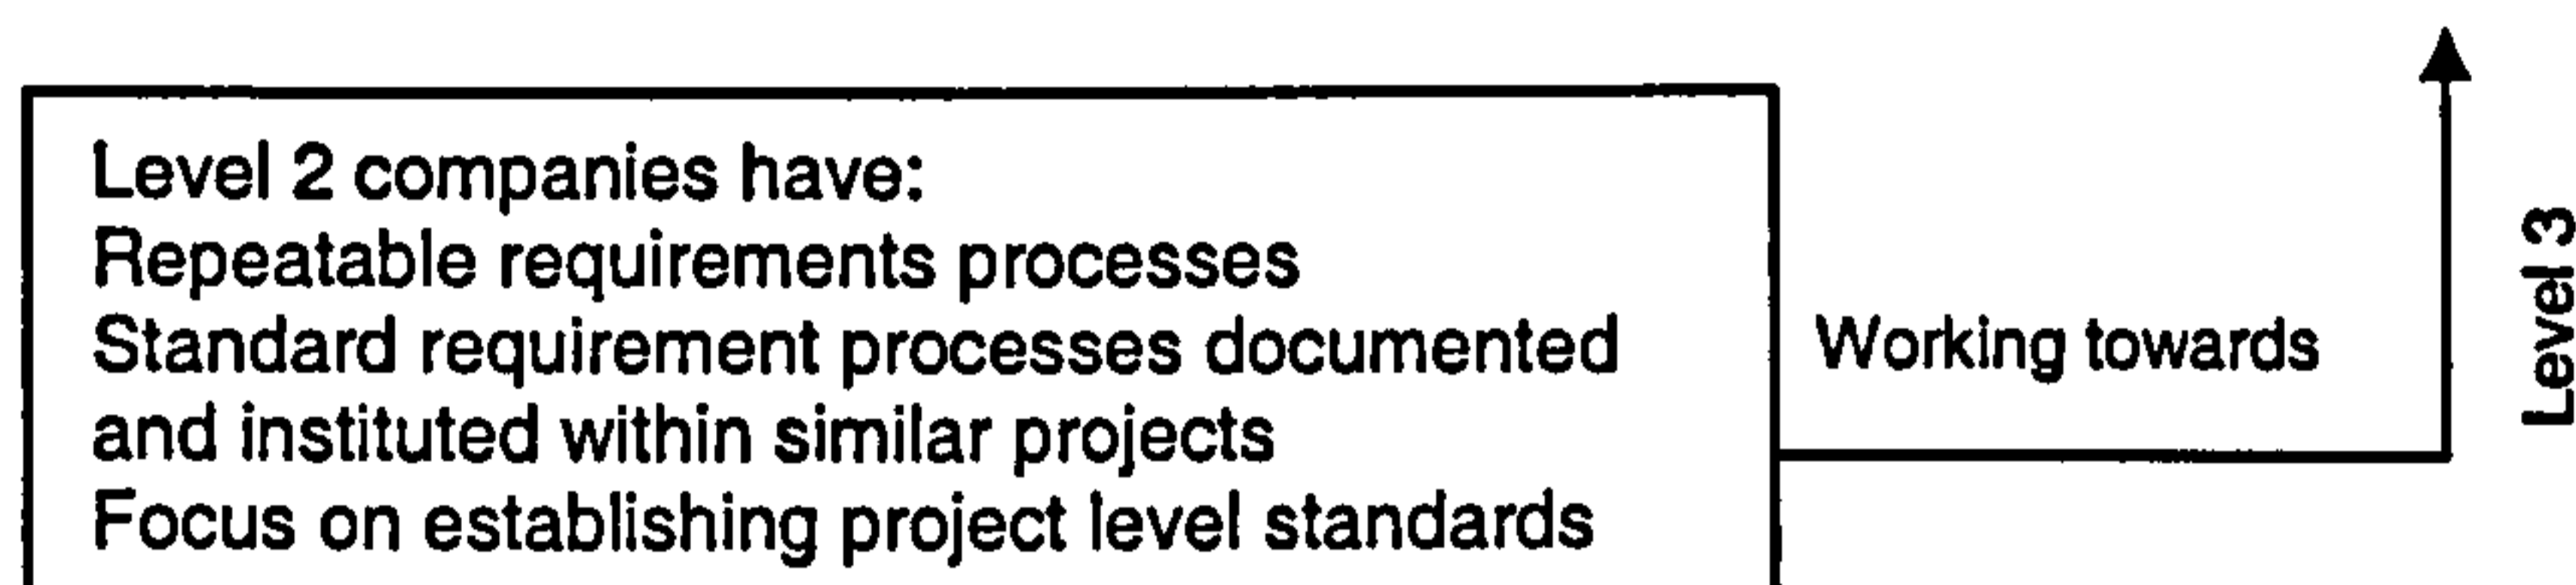 Level 2 companies have:
Repeatable requirements processes
Standard requirement processes documented
and instituted within similar projects
Focus on establishing project level standards
Working towards
Level 3